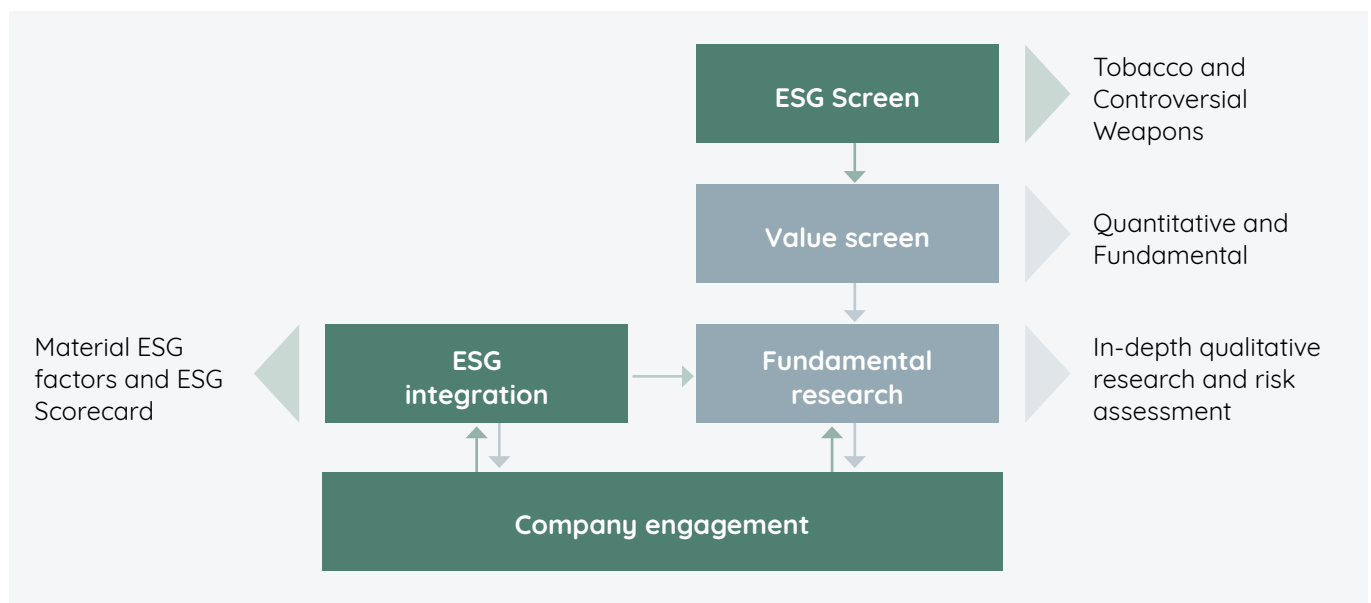 ESG Screen
Tobacco and
Controversial
Weapons
Value screen
Quantitative and
Fundamental
Material ESG
factors and ESG
Scorecard
ESG
integration
Fundamental
research
In-depth qualitative
research and risk
assessment
Company engagement